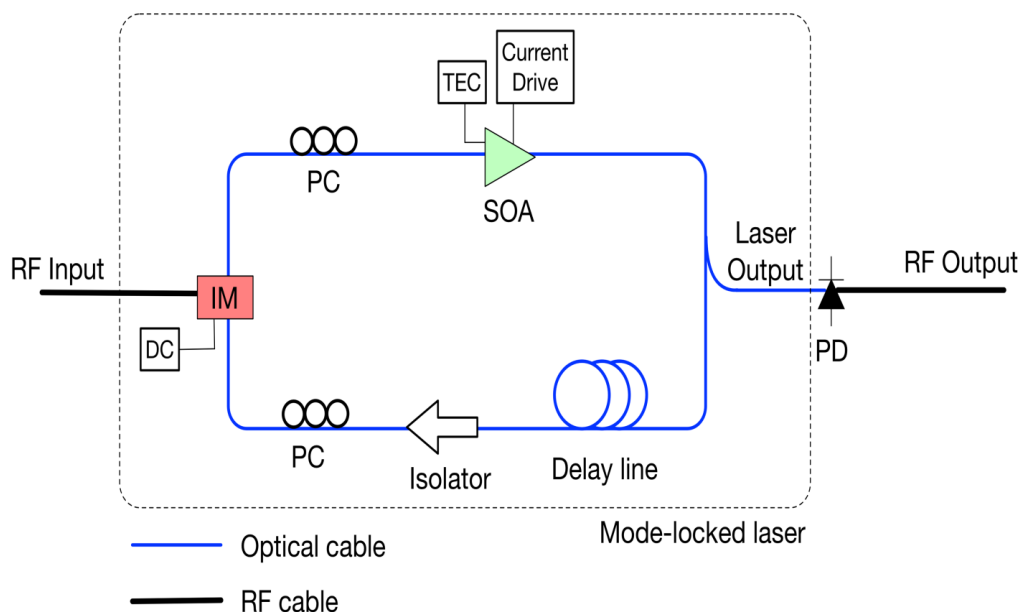 Current
Drive
TEC
PC
SOA
Laser
Output
RF Input
RF Output
IM
DC
PD
PC
Isolator
Delay line
Mode-locked laser
Optical cable
RF cable